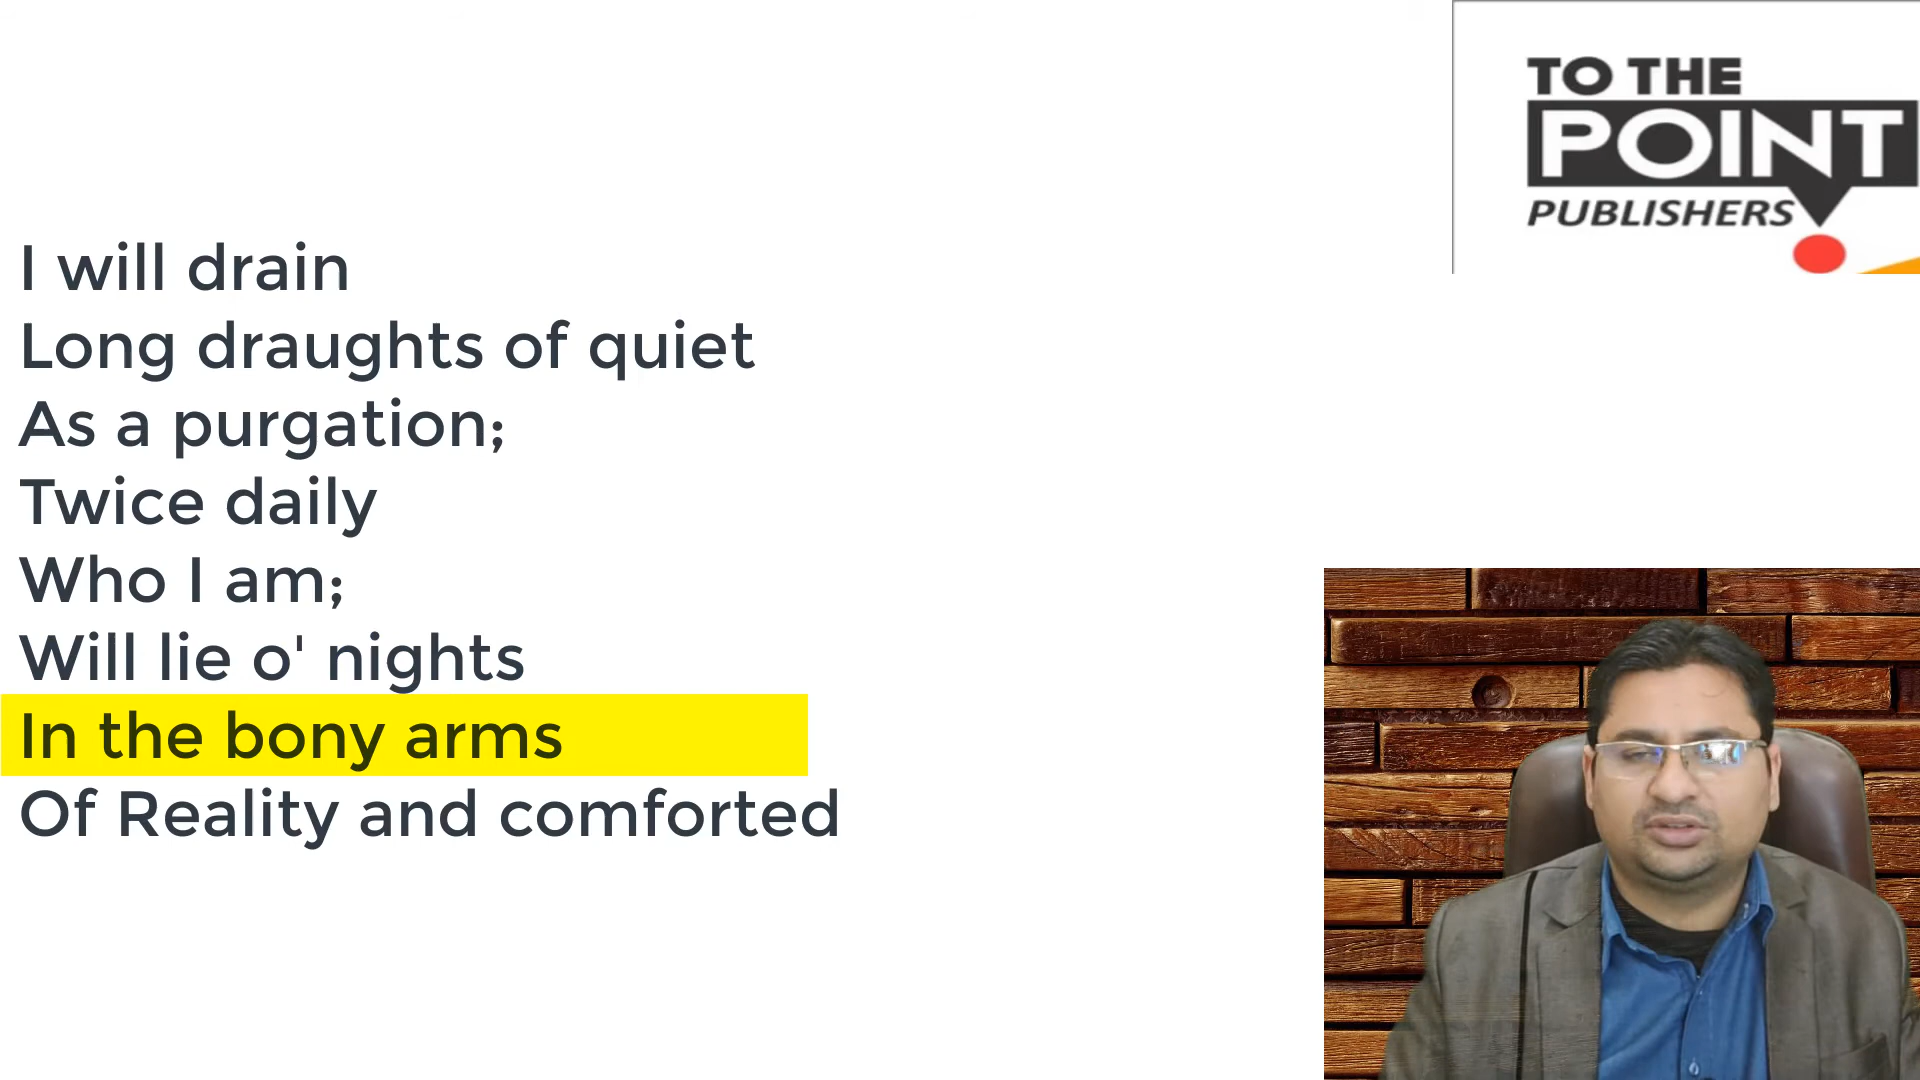 TO THE
POINT
PUBLISHERS
I will drain
Long draughts of quiet
As a purgation;
Twice daily
Who I am;
Will lie o' nights
In the bony arms
Of Reality and comforted